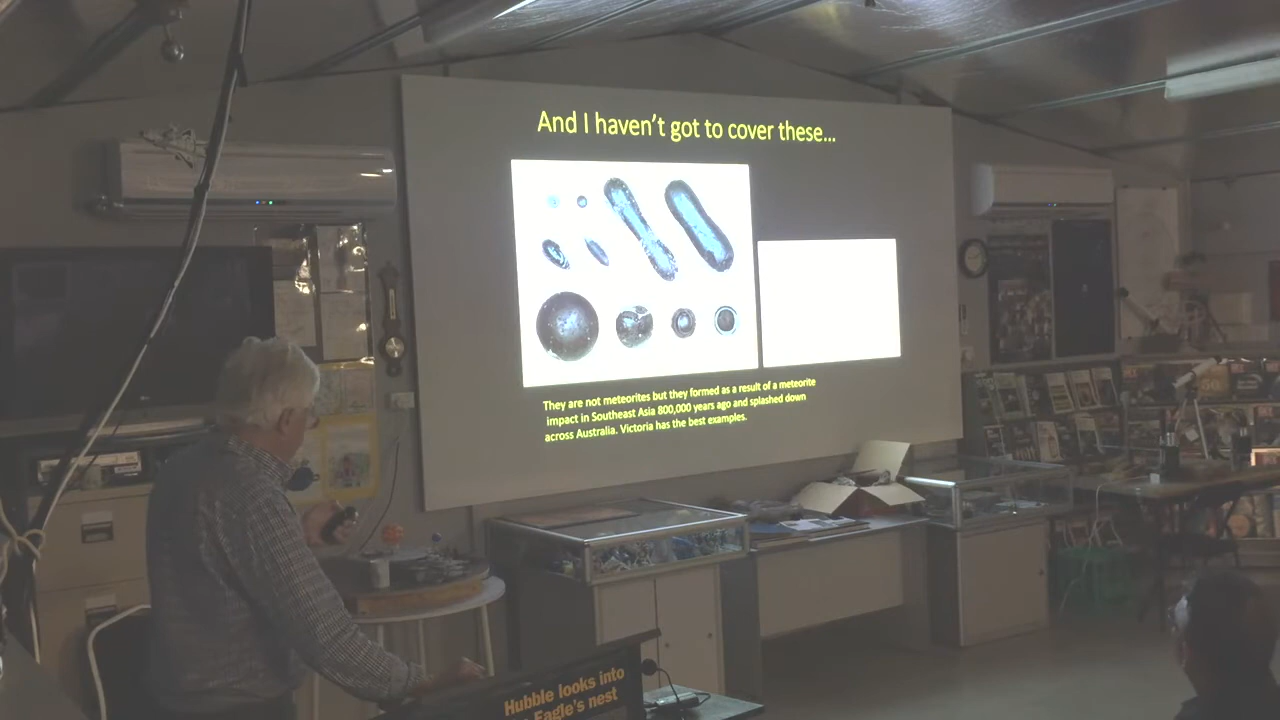 And I haven't got to cover these...
They are not meteorites but they formed as a result of a meteorite
impact in Southeast Asia 800,000 years ago and splashed down
across Australia. Victoria has the best examples.
Hubble looks into
Eagle's nest